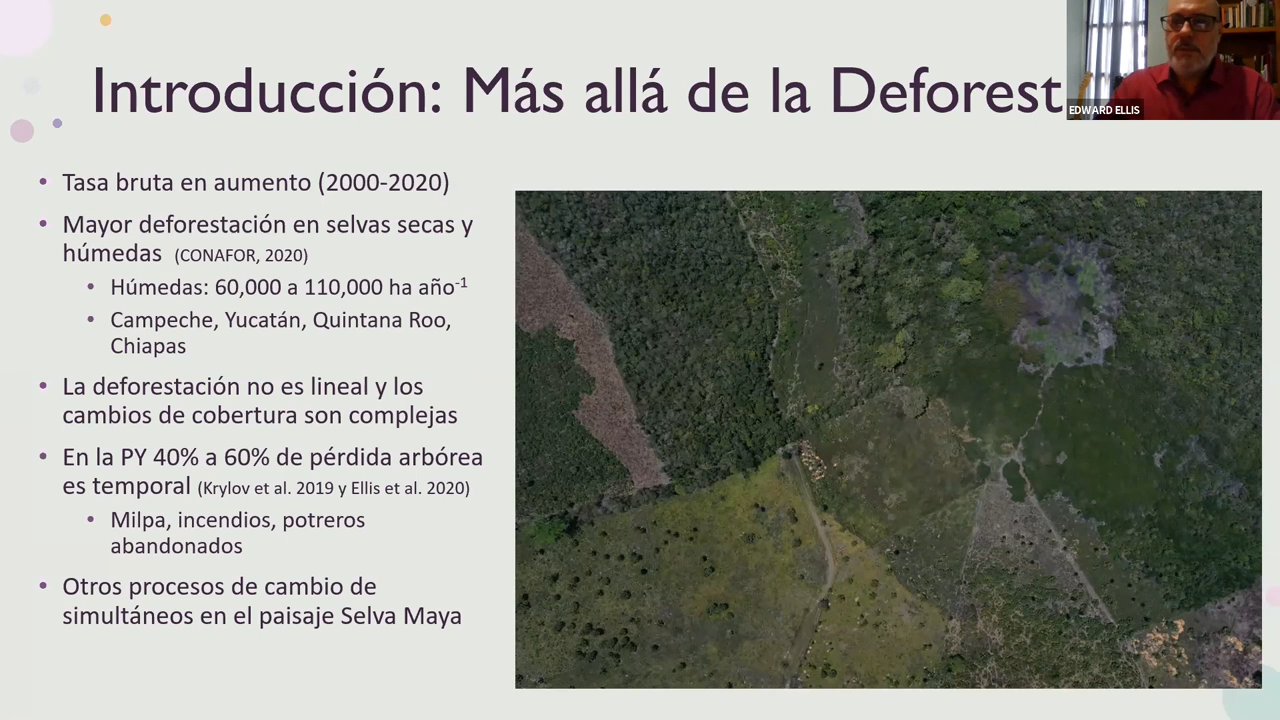 Introducción: Más allá de la Deforest
EDWARD ELLIS
• Tasa bruta en aumento (2000-2020)
• Mayor deforestación en selvas secas y
húmedas (CONAFOR, 2020)
• Húmedas: 60,000 a 110,000 ha año-1
• Campeche, Yucatán, Quintana Roo,
Chiapas
• La deforestación no es lineal y los
cambios de cobertura son complejas
• En la PY 40% a 60% de pérdida arbórea
es temporal (Krylov et al. 2019 y Ellis et al. 2020)
• Milpa, incendios, potreros
abandonados
• Otros procesos de cambio de
simultáneos en el paisaje Selva Maya